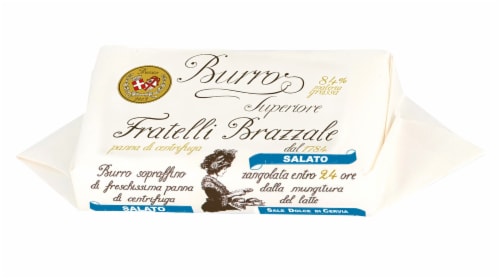 Burro
84% materia grassa
Superiore
Fratelli Brazzale
panna di centrifuga
dal 1784
SALATO
Burro sopraffino
di freschissima panna
di centrifuga
zangolata entro 24 ore
dalla mungitura
del latte
SALATO
SALE DOLCE DI CERVIA